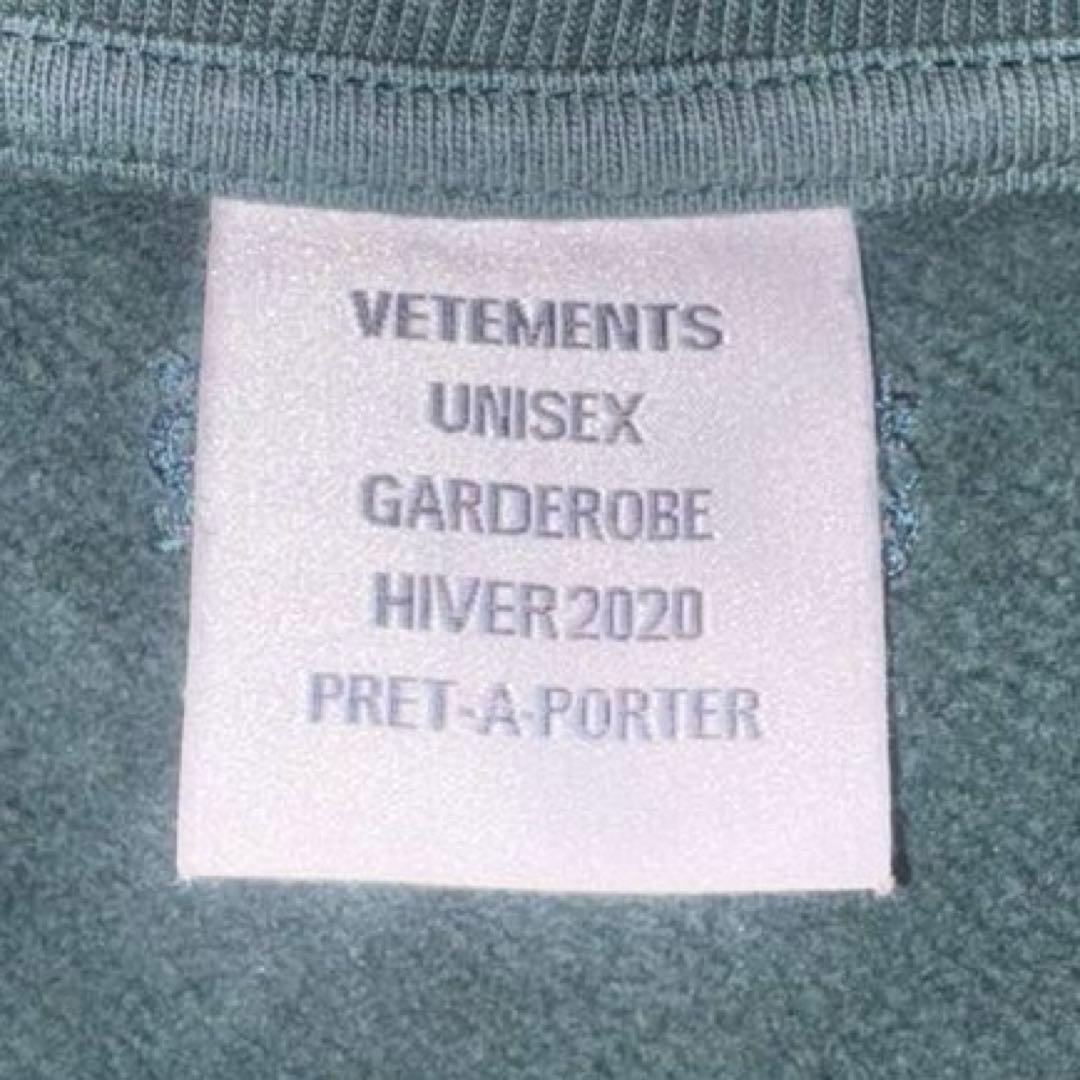 VETEMENTS
UNISEX
GARDEROBE
HIVER 2020
PRET-A-PORTER